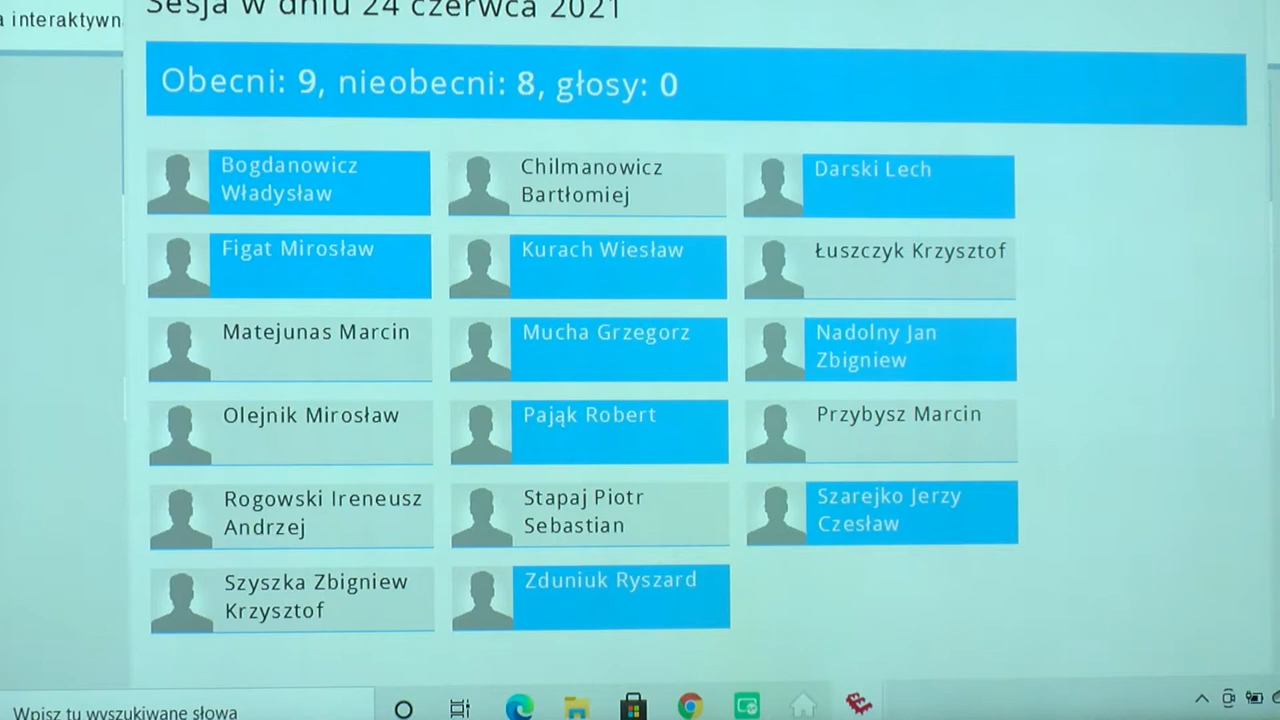 a interaktywn
Sesja w dniu 24 czerwca 2021
Obecni: 9, nieobecni: 8, głosy: 0
Bogdanowicz
Władysław
Chilmanowicz
Bartłomiej
Darski Lech
Figat Mirosław
Kurach Wiesław
Łuszczyk Krzysztof
Matejunas Marcin
Mucha Grzegorz
Nadolny Jan
Zbigniew
Olejnik Mirosław
Pająk Robert
Przybysz Marcin
Rogowski Ireneusz
Andrzej
Stapaj Piotr
Sebastian
Szarejko Jerzy
Czesław
Szyszka Zbigniew
Krzysztof
Zduniuk Ryszard
Wpisz tu wyszukiwane słowa